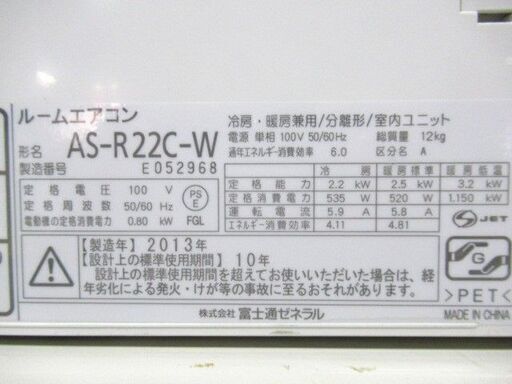 ルームエアコン
形名 AS-R22C-W
製造番号 E052968
冷房・暖房兼用/分離形/室内ユニット
電源 単相 100V 50/60Hz 総質量 12kg
通年エネルギー消費効率 6.0 区分名 A
定格電圧 100 V
定格周波数 50/60 Hz
電動機の定格消費電力 0.80 kW
PS
E
FGL
冷房 暖房標準 暖房低温
定格能力 2.2 kW 2.5 kW 3.2 kW
定格消費電力 535 W 520 W 1,150 kW
運転電流 5.9 A 5.8 A
エネルギー消費効率 4.11 4.81
S JET
【製造年】2013年
【設計上の標準使用期間】10年
設計上の標準使用期間を超えてお使いいただいた場合は、経
年劣化による発火・けが等の事故に至るおそれがあります。
G
>PET<
株式会社 富士通ゼネラル
MADE IN CHINA